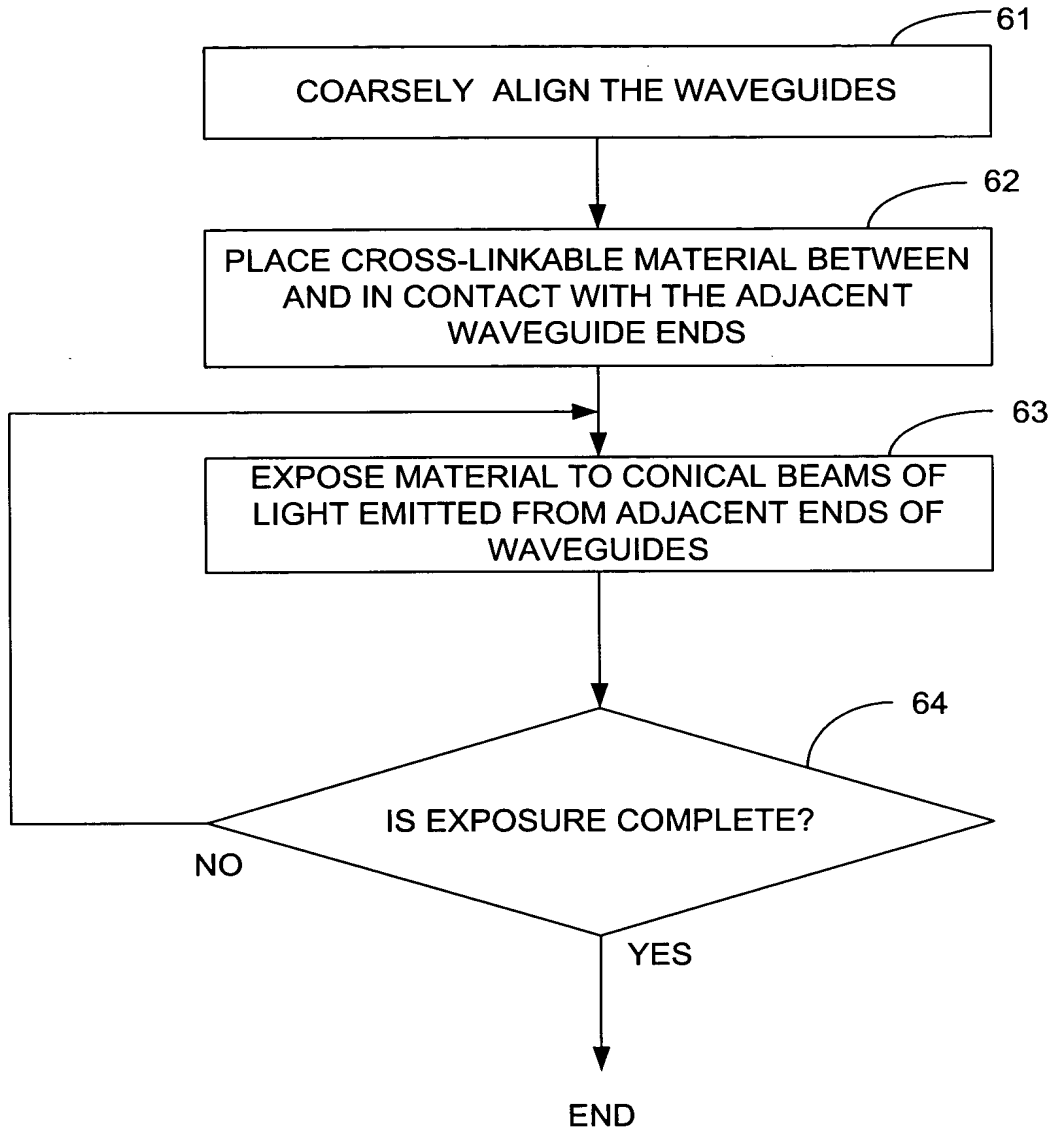 61
COARSELY ALIGN THE WAVEGUIDES
62
PLACE CROSS-LINKABLE MATERIAL BETWEEN
AND IN CONTACT WITH THE ADJACENT
WAVEGUIDE ENDS
63
EXPOSE MATERIAL TO CONICAL BEAMS OF
LIGHT EMITTED FROM ADJACENT ENDS OF
WAVEGUIDES
64
IS EXPOSURE COMPLETE?
NO
YES
END